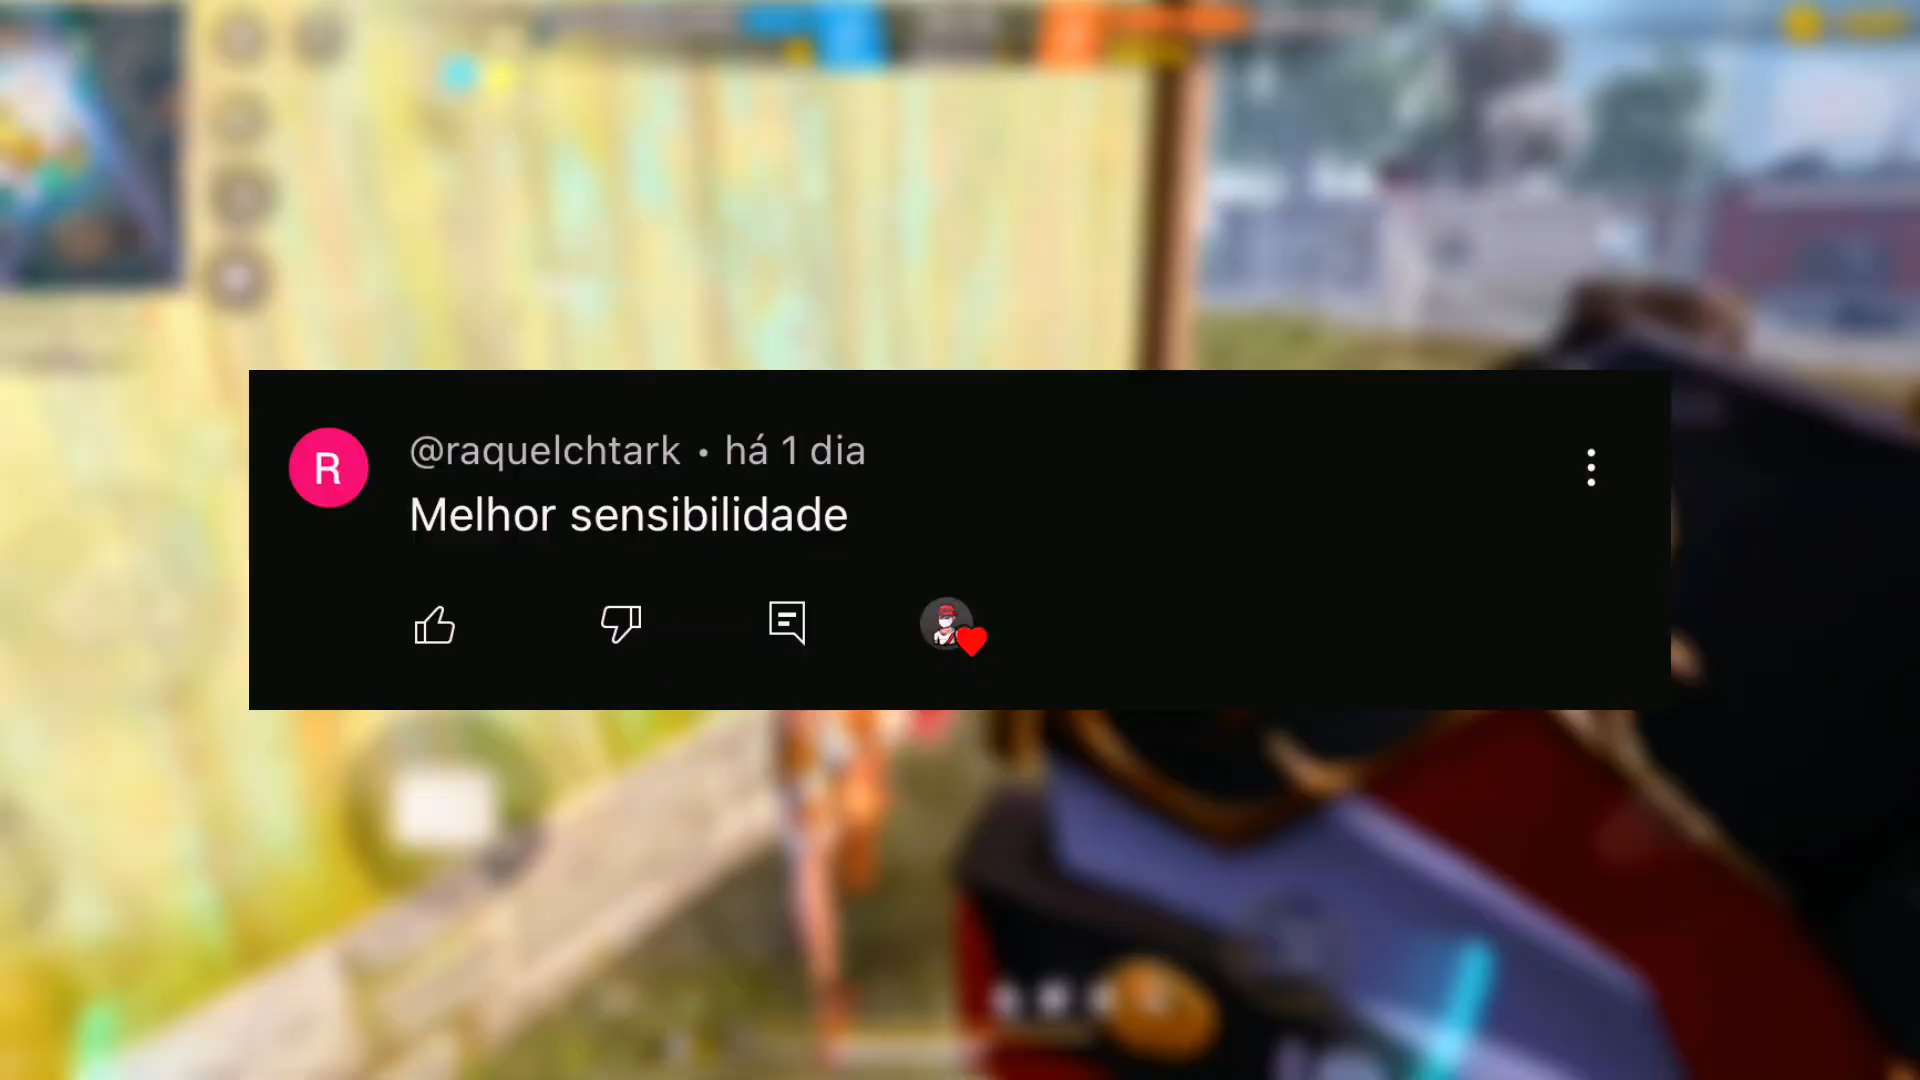 R
@raquelchtark • há 1 dia
Melhor sensibilidade